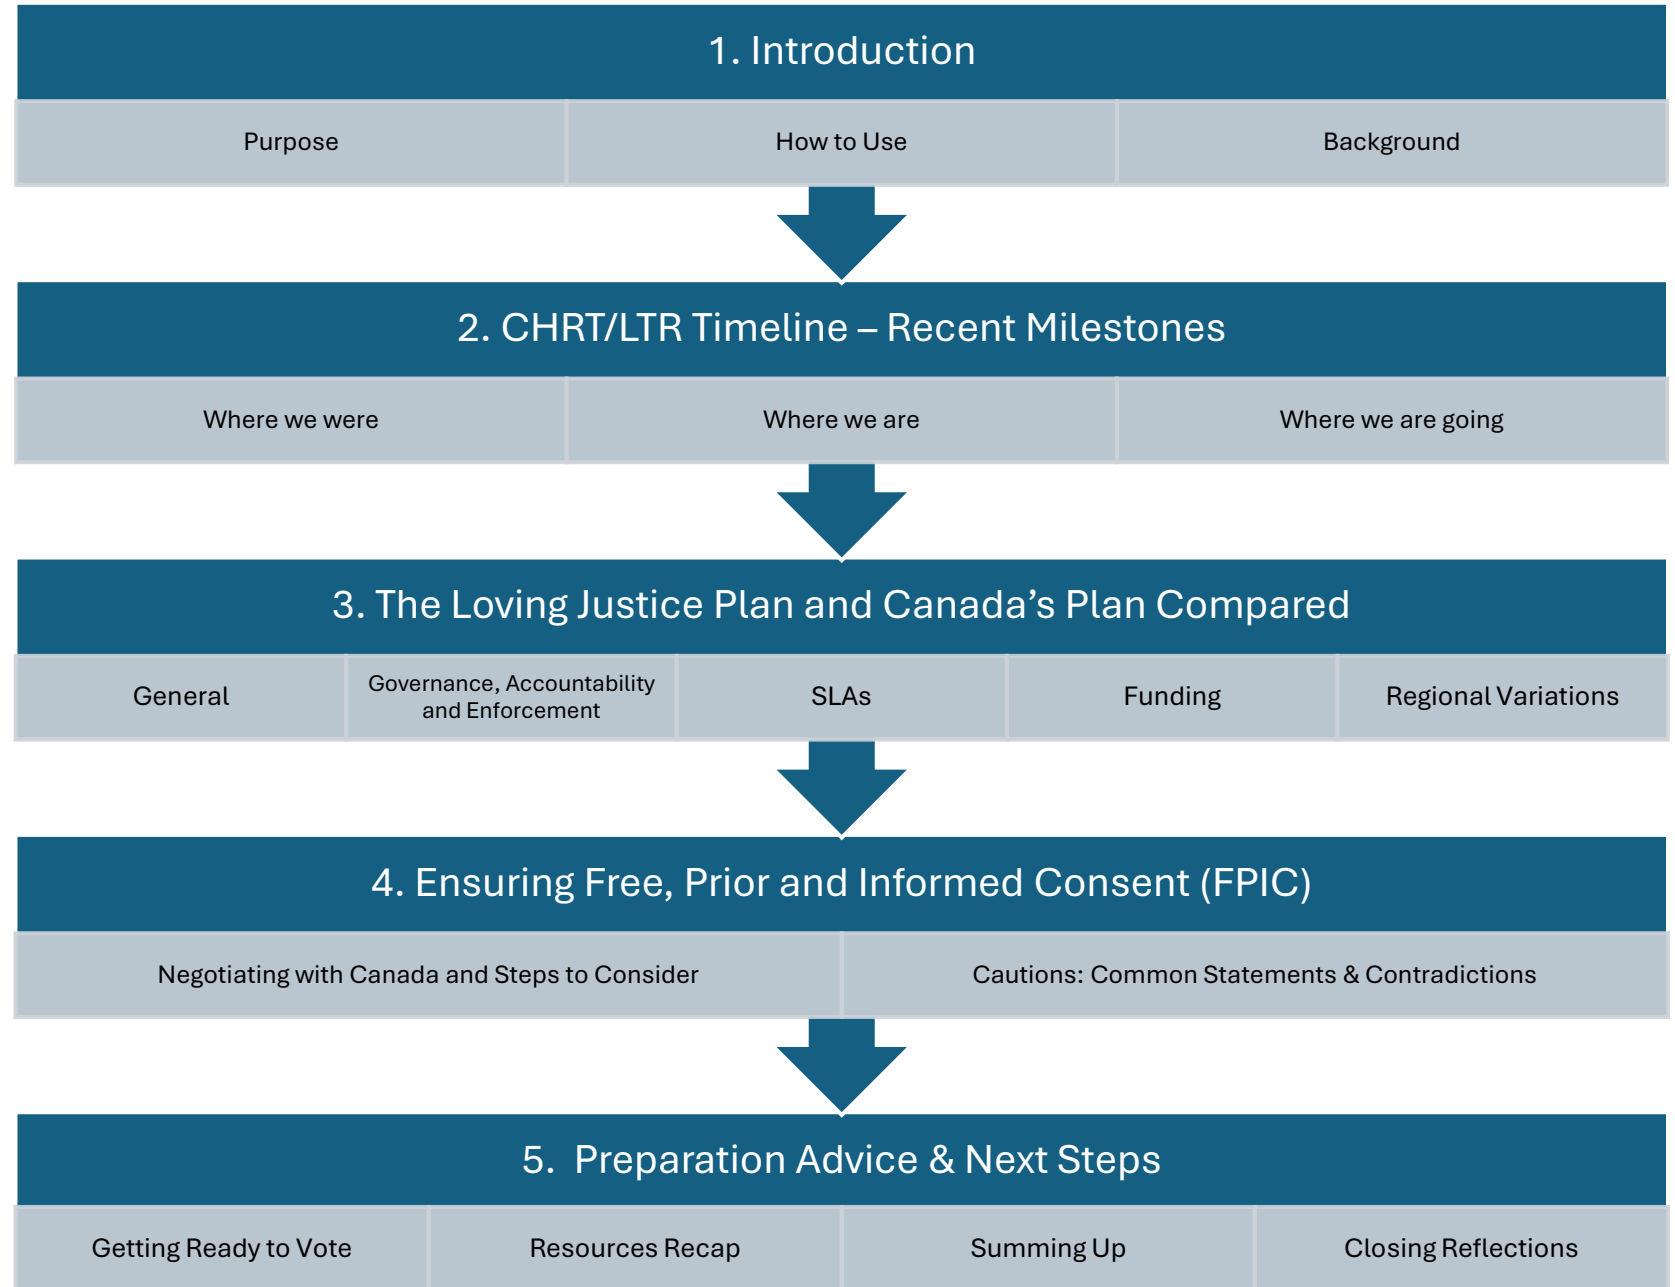 1. Introduction
Purpose
How to Use
Background
2. CHRT/LTR Timeline – Recent Milestones
Where we were
Where we are
Where we are going
3. The Loving Justice Plan and Canada’s Plan Compared
General
Governance, Accountability
and Enforcement
SLAs
Funding
Regional Variations
4. Ensuring Free, Prior and Informed Consent (FPIC)
Negotiating with Canada and Steps to Consider
Cautions: Common Statements & Contradictions
5. Preparation Advice & Next Steps
Getting Ready to Vote
Resources Recap
Summing Up
Closing Reflections